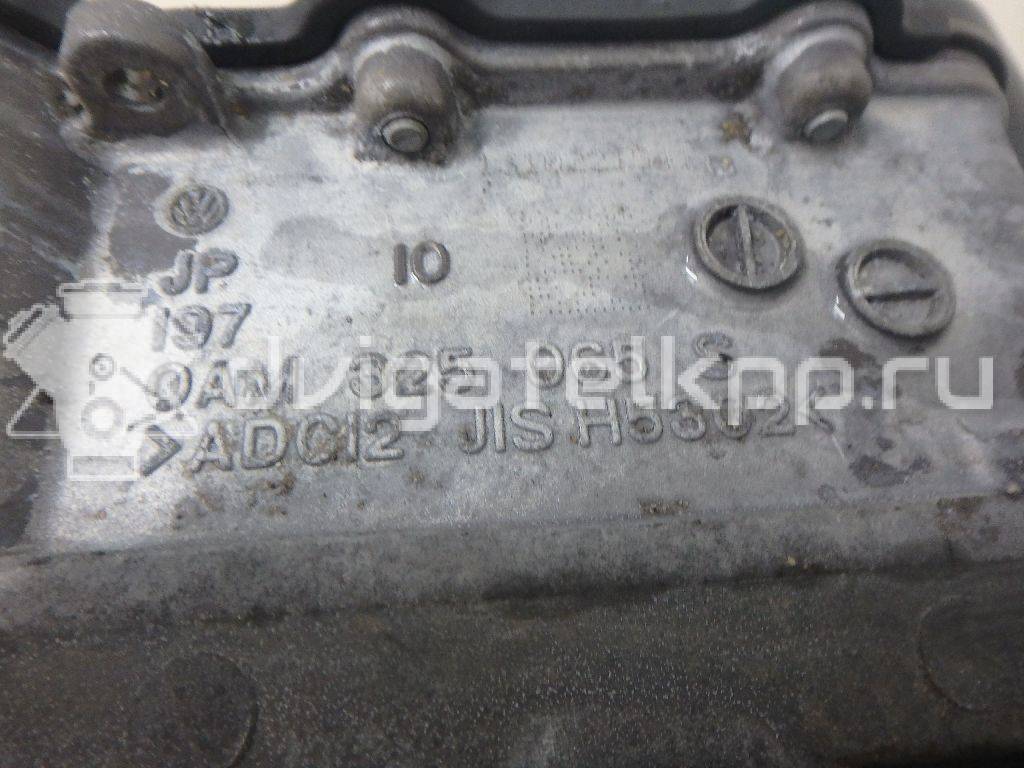 JP
10
197
0AM 325 065 S
>ADC12 JIS H5302<
dvigatelkpp.ru